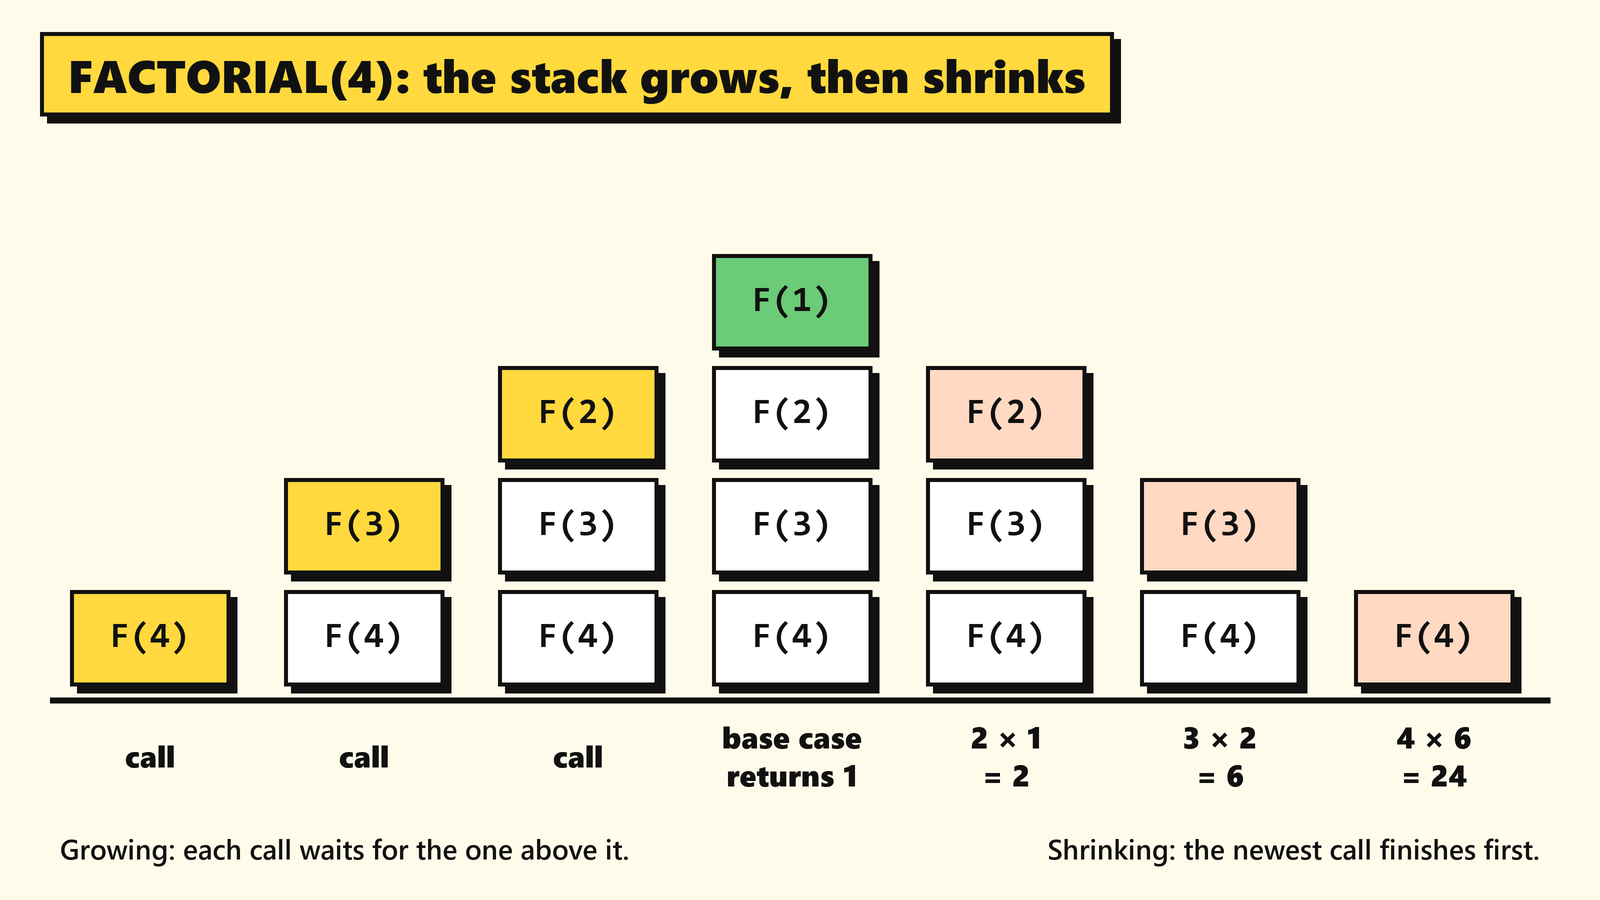 FACTORIAL(4): the stack grows, then shrinks
F(1)
F(2) F(2) F(2)
F(3) F(3) F(3) F(3) F(3)
F(4) F(4) F(4) F(4) F(4) F(4) F(4)
call call call base case returns 1 2 × 1 = 2 3 × 2 = 6 4 × 6 = 24
Growing: each call waits for the one above it.
Shrinking: the newest call finishes first.